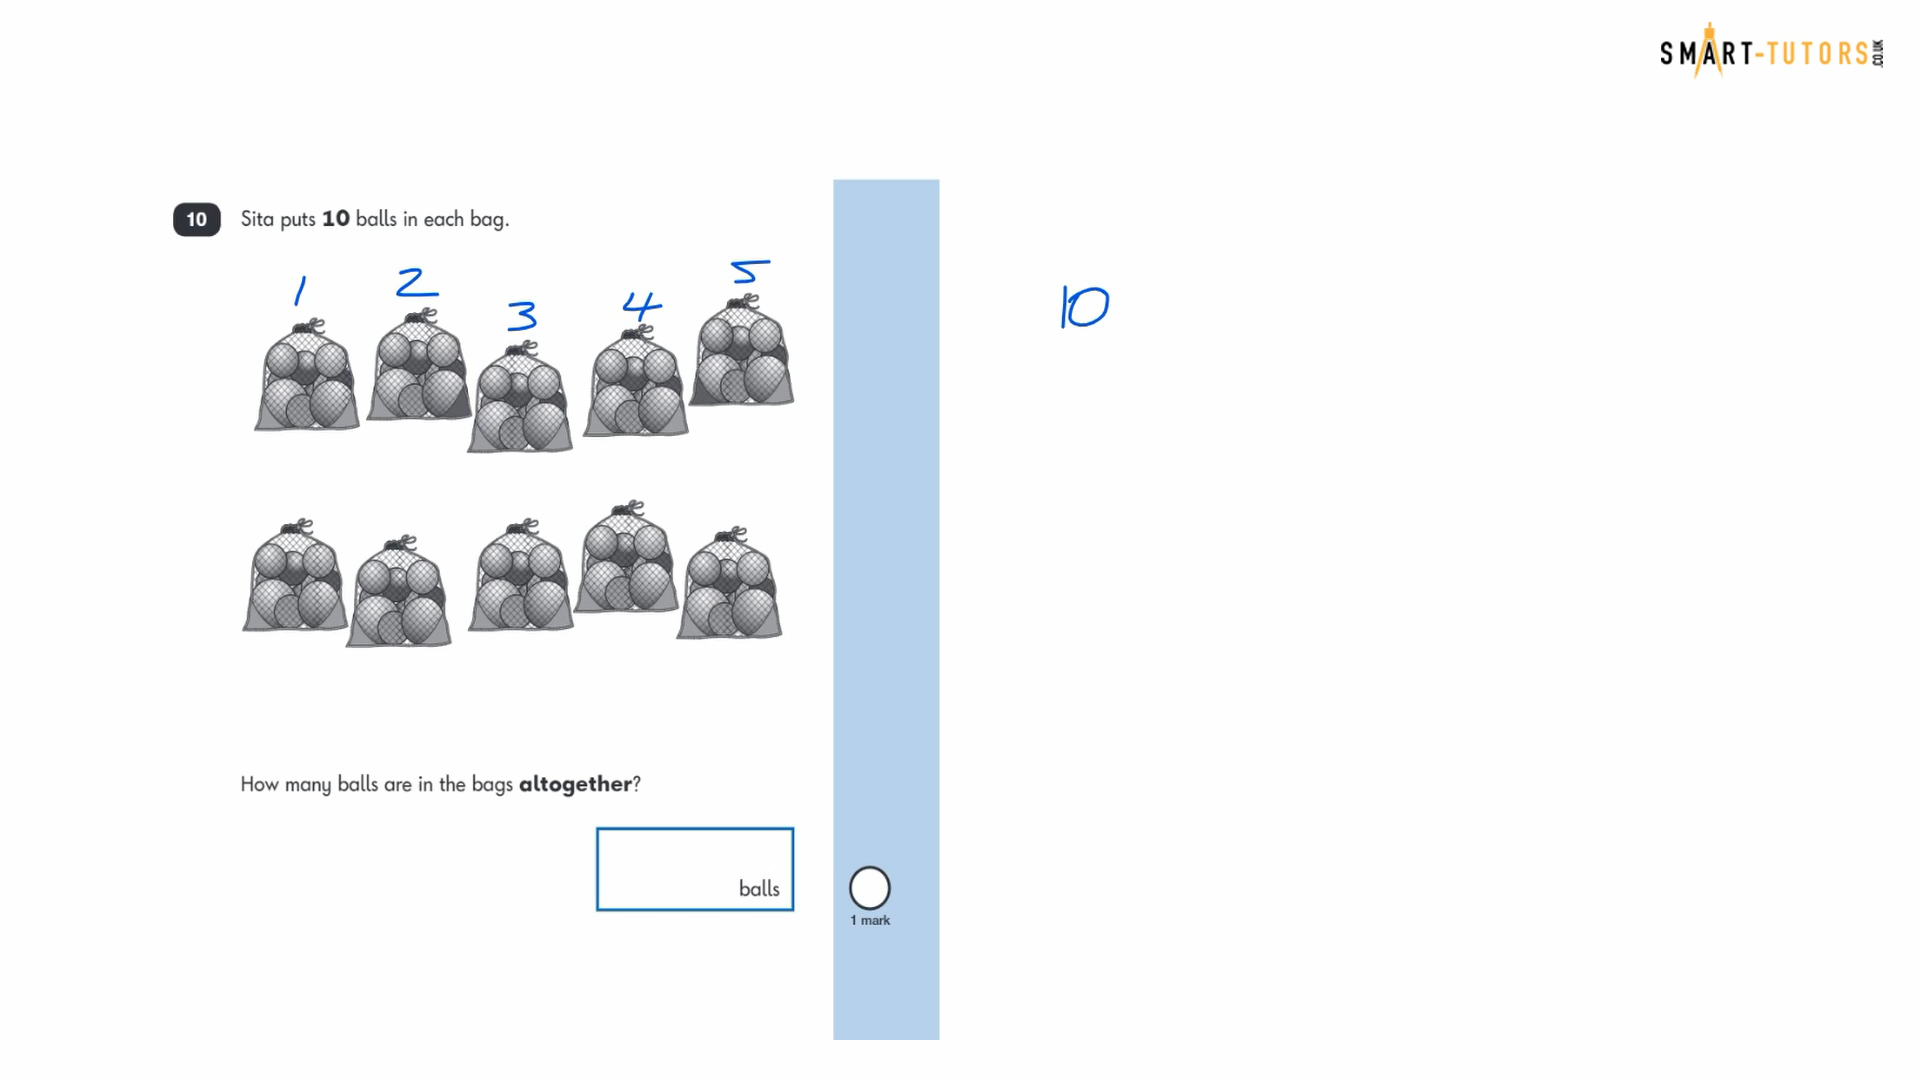 SMART-TUTORS.CO.UK
10 Sita puts 10 balls in each bag.
1 2 3 4 5
10
How many balls are in the bags altogether?
balls
1 mark